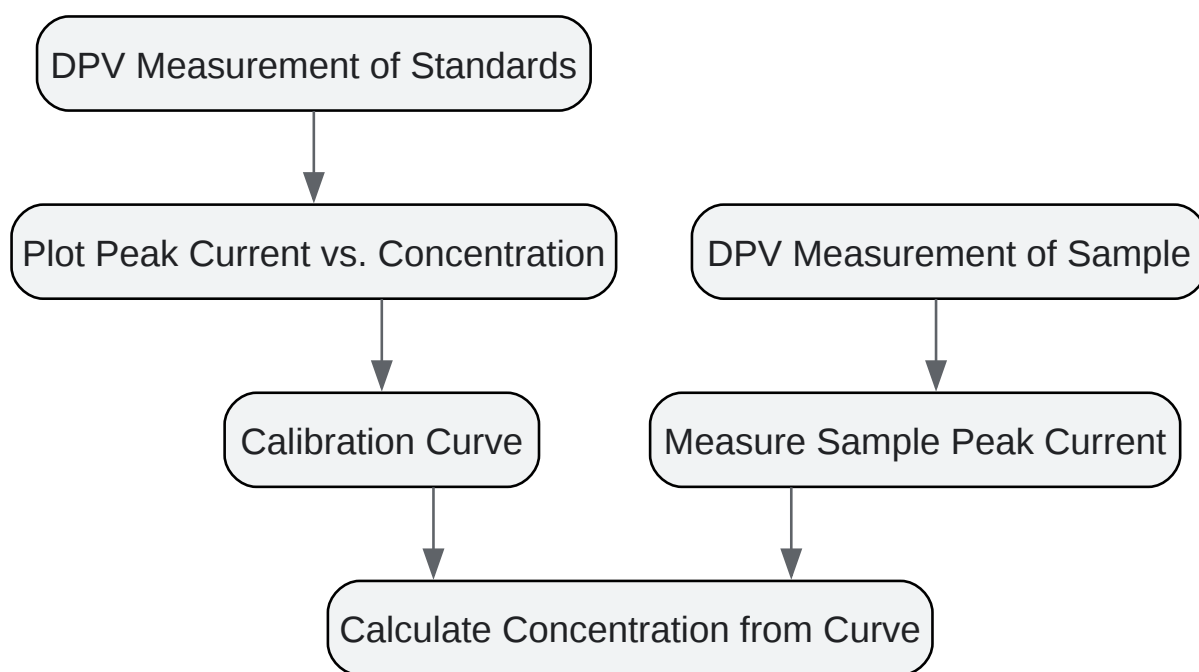 DPV Measurement of Standards
Plot Peak Current vs. Concentration
DPV Measurement of Sample
Calibration Curve
Measure Sample Peak Current
Calculate Concentration from Curve